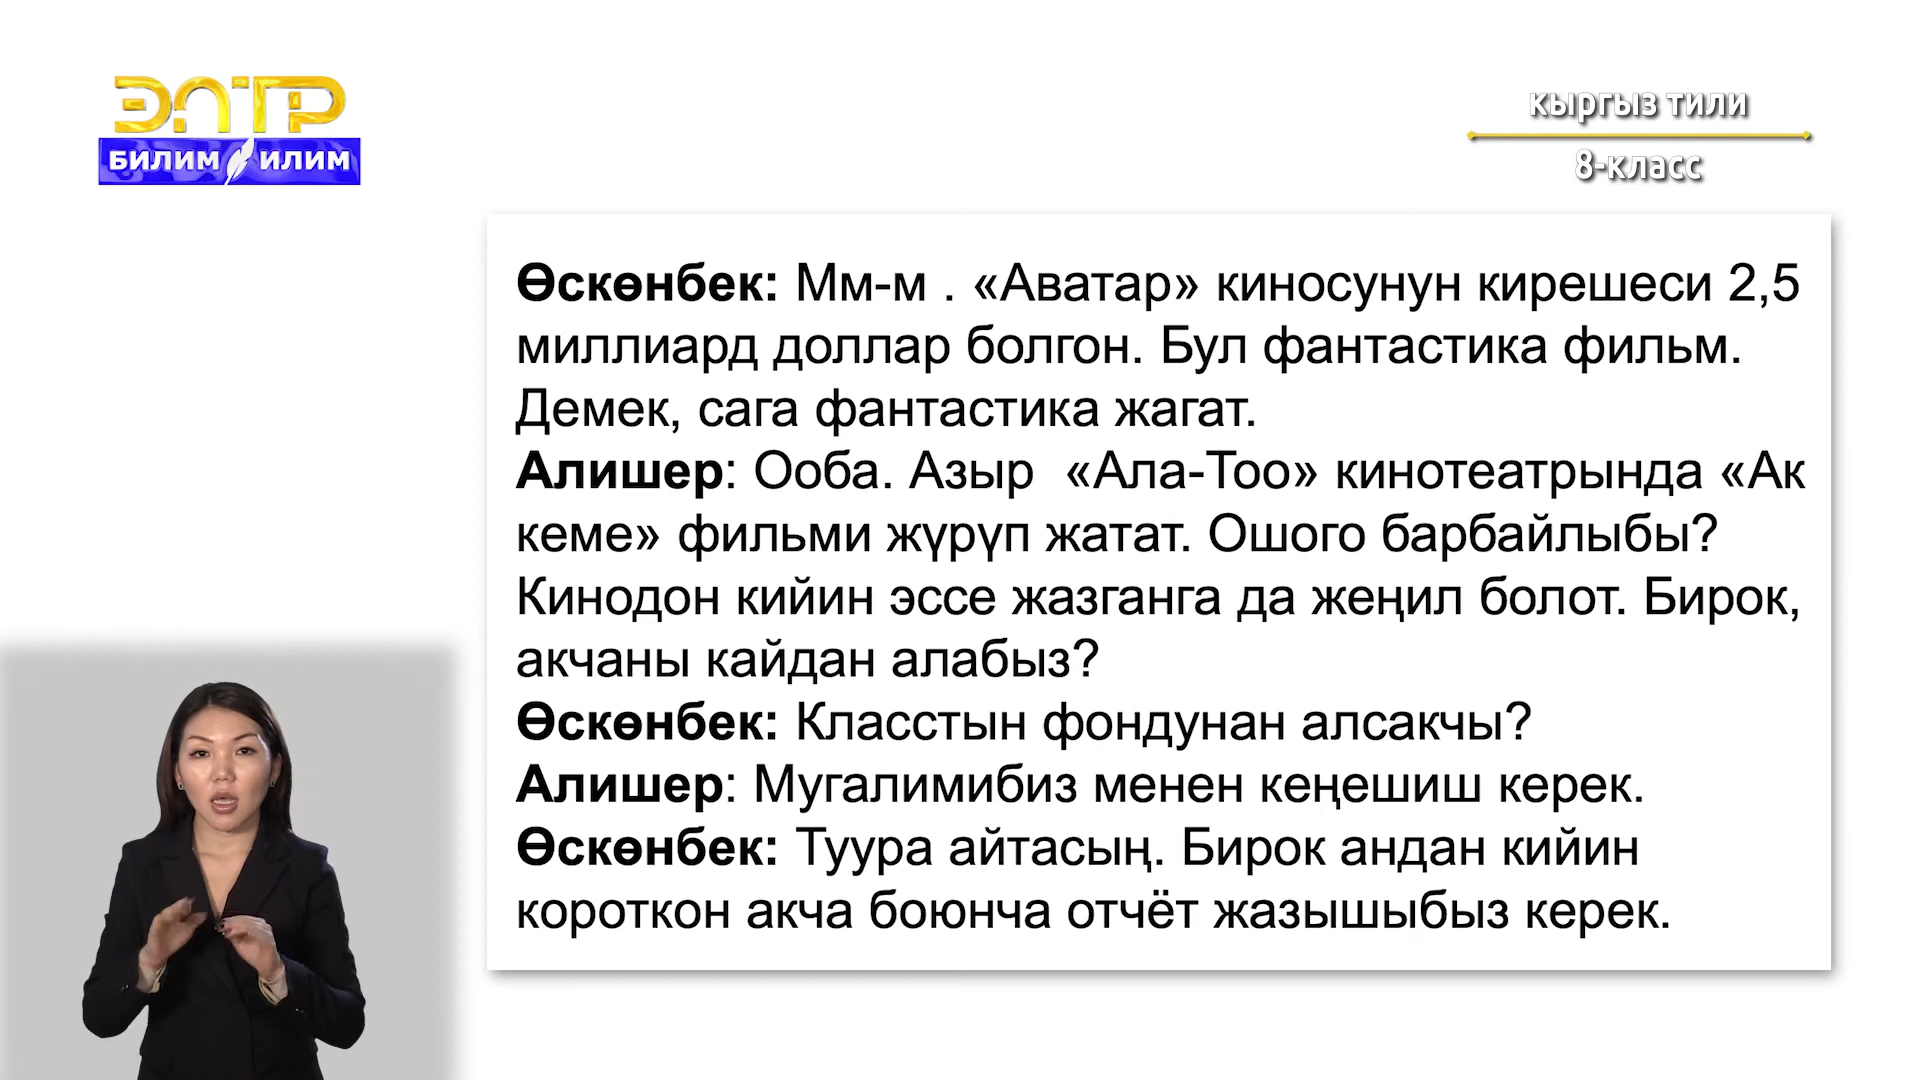 ЭЛТР
БИЛИМ ИЛИМ
кыргыз тили
8-класс
Өскөнбек: Мм-м . «Аватар» киносунун кирешеси 2,5
миллиард доллар болгон. Бул фантастика фильм.
Демек, сага фантастика жагат.
Алишер: Ооба. Азыр «Ала-Тоо» кинотеатрында «Ак
кеме» фильми жүрүп жатат. Ошого барбайлыбы?
Кинодон кийин эссе жазганга да жеңил болот. Бирок,
акчаны кайдан алабыз?
Өскөнбек: Класстын фондунан алсакчы?
Алишер: Мугалимибиз менен кеңешиш керек.
Өскөнбек: Туура айтасың. Бирок андан кийин
короткон акча боюнча отчёт жазышыбыз керек.